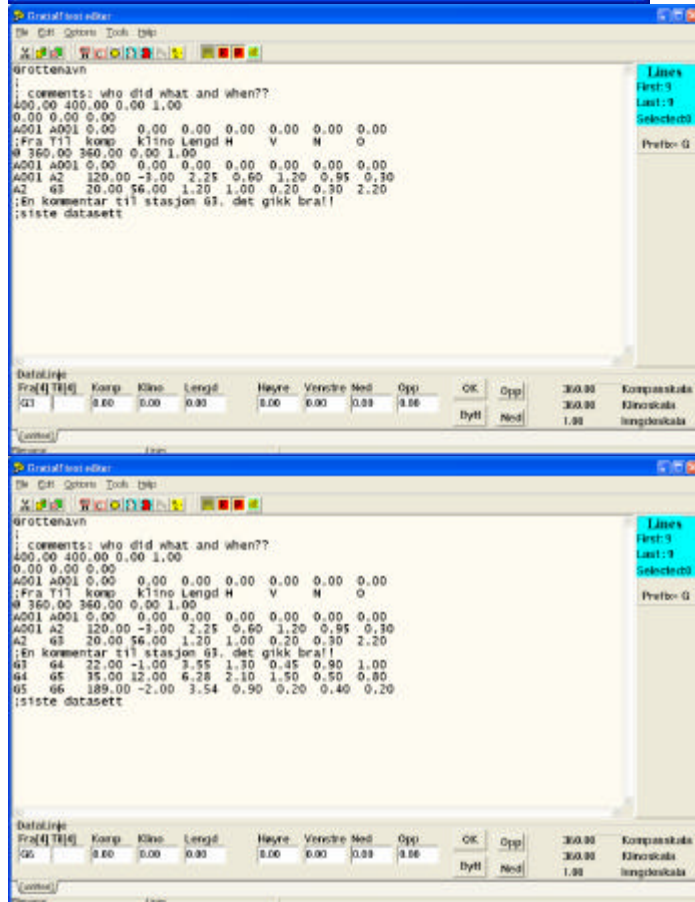 Grottenavn
;
; comments: who did what and when??
400.00 400.00 0.00 1.00
0.00 0.00 0.00
A001 A001 0.00 0.00 0.00 0.00 0.00 0.00 0.00
;Fra Til komp klino Lengd H V N O
@ 360.00 360.00 0.00 1.00
A001 A001 0.00 0.00 0.00 0.00 0.00 0.00 0.00
A001 A2 120.00 -3.00 2.25 0.60 1.20 0.95 0.30
A2 G3 20.00 56.00 1.20 1.00 0.20 0.30 2.20
;En kommentar til stasjon G3. det gikk bra!!
;siste datasett
Lines
First: 9
Last: 9
Selected:0
Prefix= G
DataLinje
Fra[4] Til[4] Komp Klino Lengd Høyre Venstre Ned Opp
G3 0.00 0.00 0.00 0.00 0.00 0.00 0.00
OK Opp
Bytt Ned
360.00 Kompasskala
360.00 Klinoskala
1.00 lengdeskala
(untitled)
text editor
File Edit Options Tools Help
Grottenavn
;
; comments: who did what and when??
400.00 400.00 0.00 1.00
0.00 0.00 0.00
A001 A001 0.00 0.00 0.00 0.00 0.00 0.00 0.00
;Fra Til komp klino Lengd H V N O
@ 360.00 360.00 0.00 1.00
A001 A001 0.00 0.00 0.00 0.00 0.00 0.00 0.00
A001 A2 120.00 -3.00 2.25 0.60 1.20 0.95 0.30
A2 G3 20.00 56.00 1.20 1.00 0.20 0.30 2.20
;En kommentar til stasjon G3. det gikk bra!!
G3 G4 22.00 -1.00 3.55 1.30 0.45 0.90 1.00
G4 G5 35.00 12.00 6.28 2.10 1.50 0.50 0.80
G5 G6 189.00 -2.00 3.54 0.90 0.20 0.40 0.20
;siste datasett
Lines
First: 9
Last: 9
Selected:0
Prefix= G
DataLinje
Fra[4] Til[4] Komp Klino Lengd Høyre Venstre Ned Opp
G6 0.00 0.00 0.00 0.00 0.00 0.00 0.00
OK Opp
Bytt Ned
360.00 Kompasskala
360.00 Klinoskala
1.00 lengdeskala
(untitled)